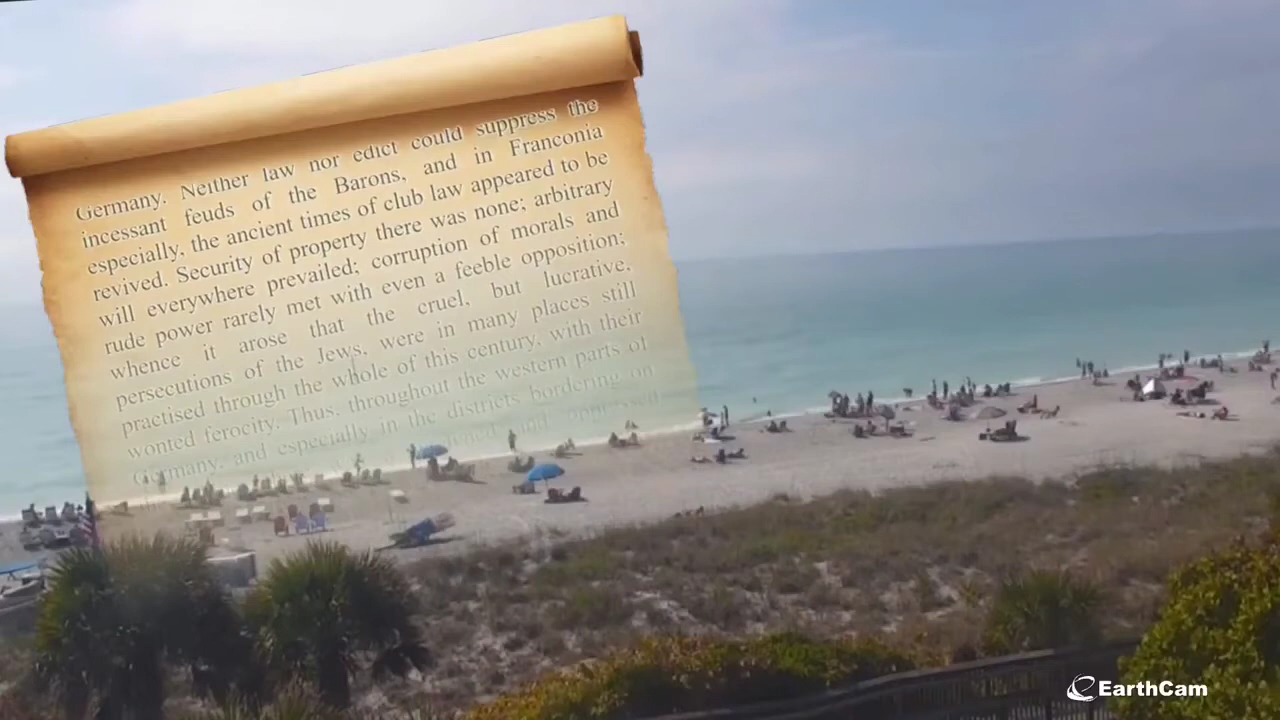 Germany. Neither law nor edict could suppress the
incessant feuds of the Barons, and in Franconia
especially, the ancient times of club law appeared to be
revived. Security of property there was none; arbitrary
will everywhere prevailed; corruption of morals and
rude power rarely met with even a feeble opposition;
whence it arose that the cruel, but lucrative,
persecutions of the Jews, were in many places still
practised through the whole of this century, with their
wonted ferocity. Thus, throughout the western parts of
Germany, and especially in the districts bordering on
and oppressed
EarthCam